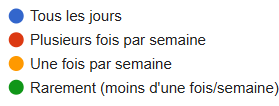 Tous les jours
Plusieurs fois par semaine
Une fois par semaine
Rarement (moins d'une fois/semaine)